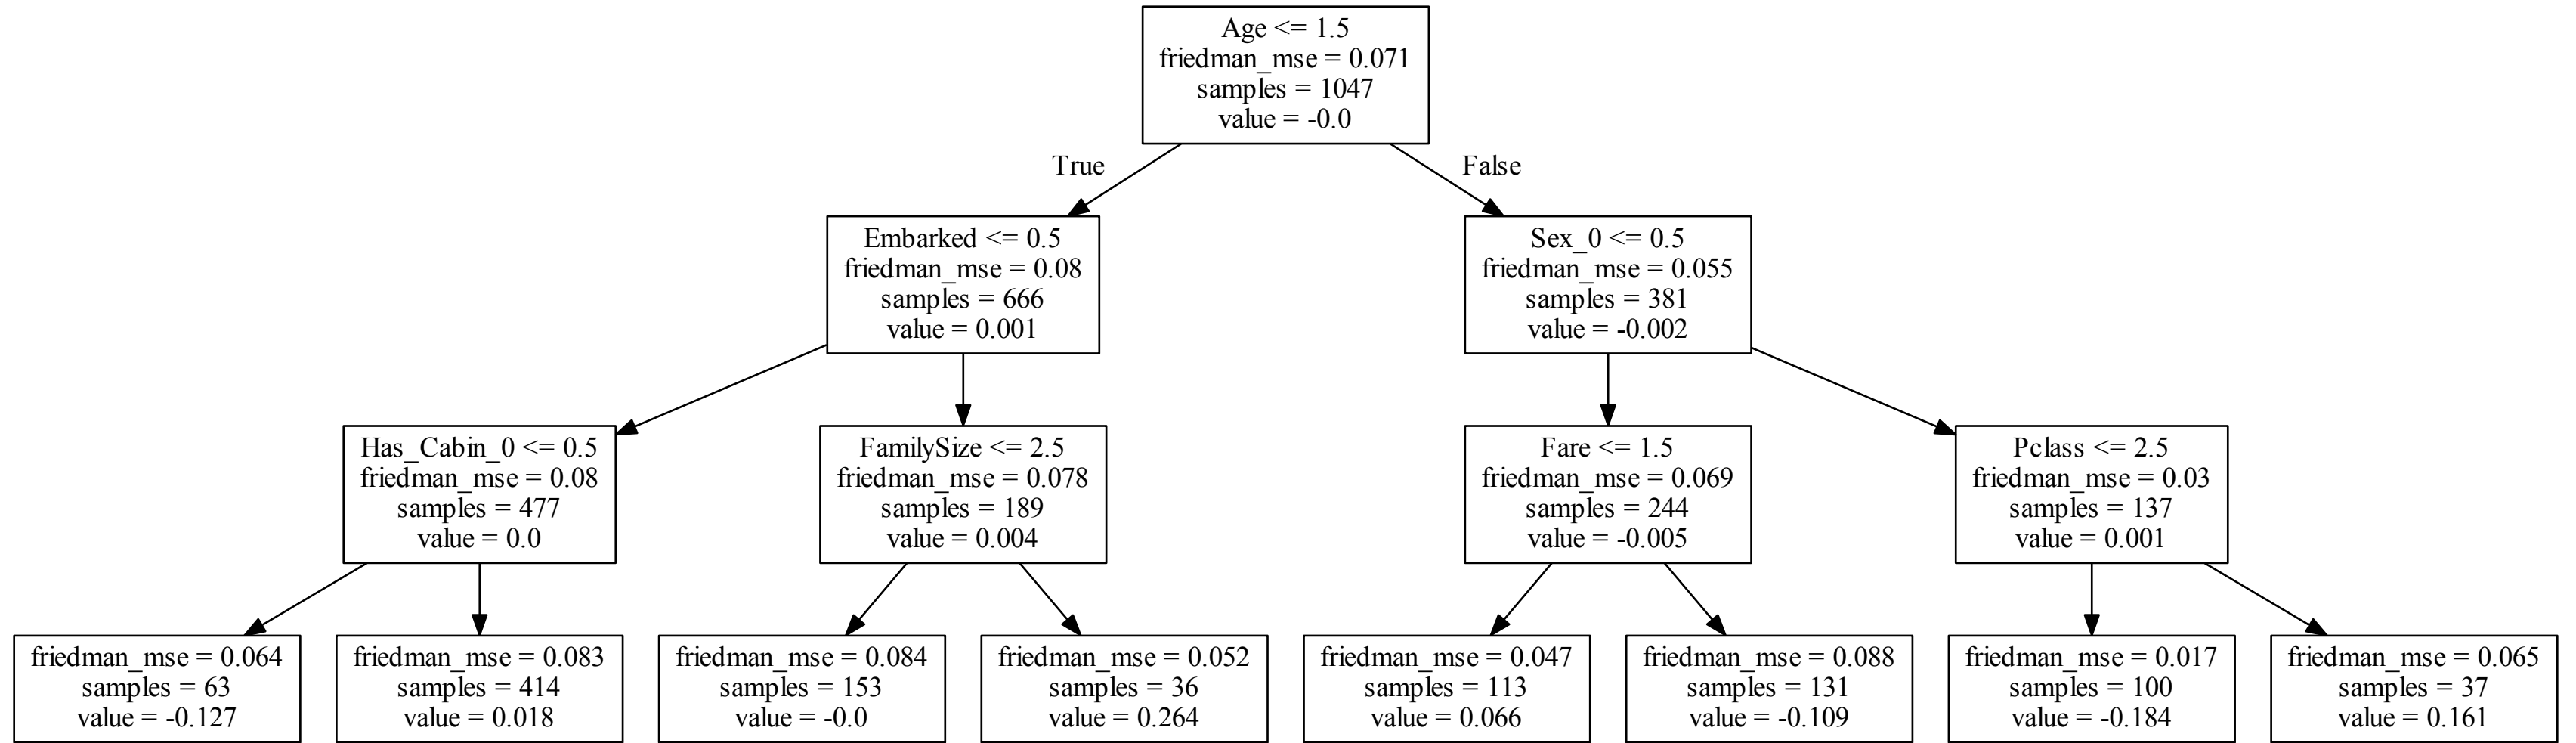 Age <= 1.5
friedman_mse = 0.071
samples = 1047
value = -0.0
True
False
Embarked <= 0.5
friedman_mse = 0.08
samples = 666
value = 0.001
Sex_0 <= 0.5
friedman_mse = 0.055
samples = 381
value = -0.002
Has_Cabin_0 <= 0.5
friedman_mse = 0.08
samples = 477
value = 0.0
FamilySize <= 2.5
friedman_mse = 0.078
samples = 189
value = 0.004
Fare <= 1.5
friedman_mse = 0.069
samples = 244
value = -0.005
Pclass <= 2.5
friedman_mse = 0.03
samples = 137
value = 0.001
friedman_mse = 0.064
samples = 63
value = -0.127
friedman_mse = 0.083
samples = 414
value = 0.018
friedman_mse = 0.084
samples = 153
value = -0.0
friedman_mse = 0.052
samples = 36
value = 0.264
friedman_mse = 0.047
samples = 113
value = 0.066
friedman_mse = 0.088
samples = 131
value = -0.109
friedman_mse = 0.017
samples = 100
value = -0.184
friedman_mse = 0.065
samples = 37
value = 0.161